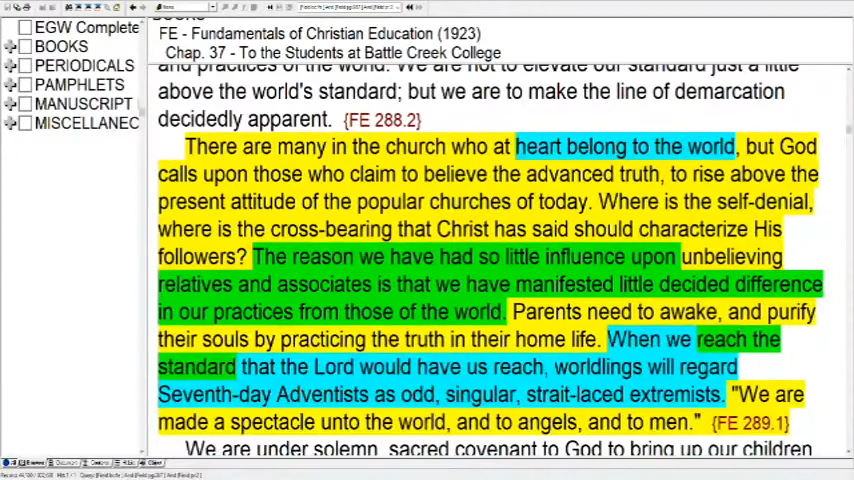 EGW Complete
BOOKS
PERIODICALS
PAMPHLETS
MANUSCRIPT
MISCELLANEC
FE - Fundamentals of Christian Education (1923)
Chap. 37 - To the Students at Battle Creek College
and practices of the world. We are not to elevate our standard just a little
above the world's standard; but we are to make the line of demarcation
decidedly apparent. {FE 288.2}
There are many in the church who at heart belong to the world, but God
calls upon those who claim to believe the advanced truth, to rise above the
present attitude of the popular churches of today. Where is the self-denial,
where is the cross-bearing that Christ has said should characterize His
followers? The reason we have had so little influence upon unbelieving
relatives and associates is that we have manifested little decided difference
in our practices from those of the world. Parents need to awake, and purify
their souls by practicing the truth in their home life. When we reach the
standard that the Lord would have us reach, worldlings will regard
Seventh-day Adventists as odd, singular, strait-laced extremists. "We are
made a spectacle unto the world, and to angels, and to men." {FE 289.1}
We are under solemn, sacred covenant to God to bring up our children